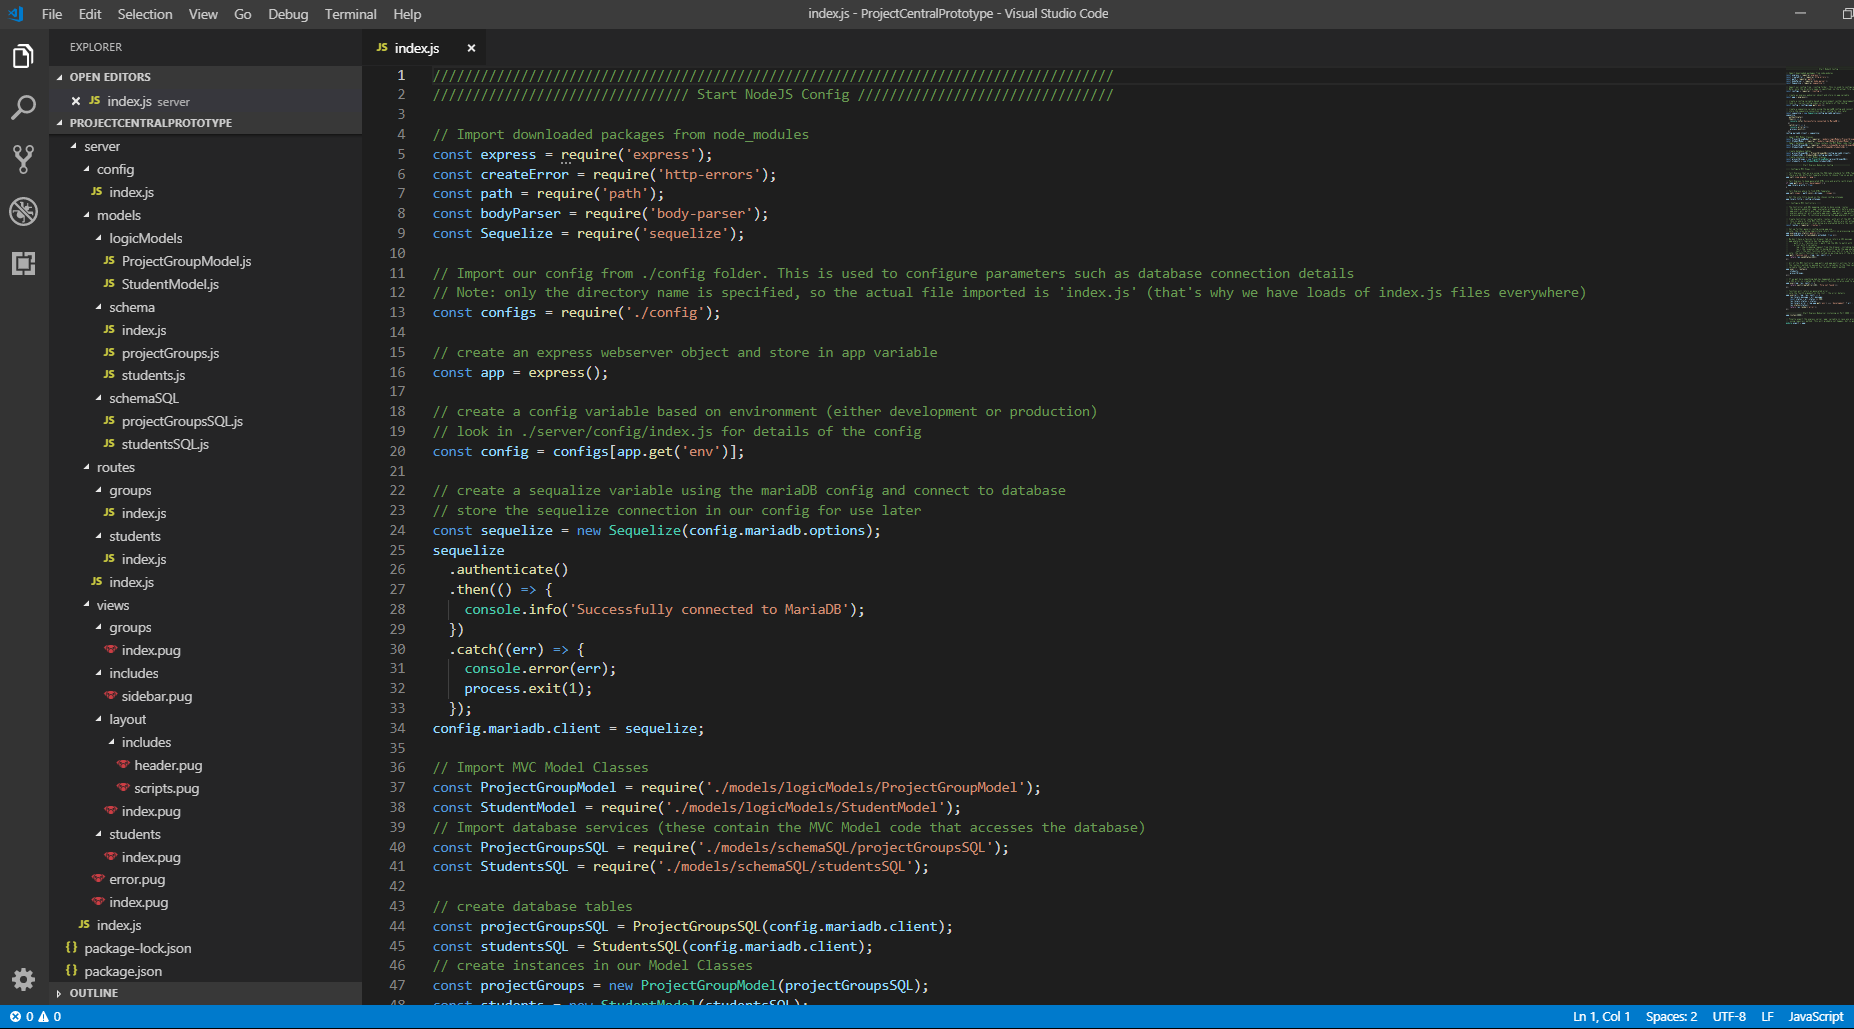 File Edit Selection View Go Debug Terminal Help
index.js - ProjectCentralPrototype - Visual Studio Code
EXPLORER
OPEN EDITORS
JS index.js server
PROJECTCENTRALPROTOTYPE
server
config
JS index.js
models
logicModels
JS ProjectGroupModel.js
JS StudentModel.js
schema
JS index.js
JS projectGroups.js
JS students.js
schemaSQL
JS projectGroupsSQL.js
JS studentsSQL.js
routes
groups
JS index.js
students
JS index.js
JS index.js
views
groups
index.pug
includes
sidebar.pug
layout
includes
header.pug
scripts.pug
index.pug
students
index.pug
error.pug
index.pug
JS index.js
{} package-lock.json
{} package.json
OUTLINE
JS index.js
1 /////////////////////////////////////////////////////////////////////////////////////
2 //////////////////////////////// Start NodeJS Config ////////////////////////////////
3
4 // Import downloaded packages from node_modules
5 const express = require('express');
6 const createError = require('http-errors');
7 const path = require('path');
8 const bodyParser = require('body-parser');
9 const Sequelize = require('sequelize');
10
11 // Import our config from ./config folder. This is used to configure parameters such as database connection details
12 // Note: only the directory name is specified, so the actual file imported is 'index.js' (that's why we have loads of index.js files everywhere)
13 const configs = require('./config');
14
15 // create an express webserver object and store in app variable
16 const app = express();
17
18 // create a config variable based on environment (either development or production)
19 // look in ./server/config/index.js for details of the config
20 const config = configs[app.get('env')];
21
22 // create a sequalize variable using the mariaDB config and connect to database
23 // store the sequelize connection in our config for use later
24 const sequelize = new Sequelize(config.mariadb.options);
25 sequelize
26 .authenticate()
27 .then(() => {
28 console.info('Successfully connected to MariaDB');
29 })
30 .catch((err) => {
31 console.error(err);
32 process.exit(1);
33 });
34 config.mariadb.client = sequelize;
35
36 // Import MVC Model Classes
37 const ProjectGroupModel = require('./models/logicModels/ProjectGroupModel');
38 const StudentModel = require('./models/logicModels/StudentModel');
39 // Import database services (these contain the MVC Model code that accesses the database)
40 const ProjectGroupsSQL = require('./models/schemaSQL/projectGroupsSQL');
41 const StudentsSQL = require('./models/schemaSQL/studentsSQL');
42
43 // create database tables
44 const projectGroupsSQL = ProjectGroupsSQL(config.mariadb.client);
45 const studentsSQL = StudentsSQL(config.mariadb.client);
46 // create instances in our Model Classes
47 const projectGroups = new ProjectGroupModel(projectGroupsSQL);
48 const students = new StudentModel(studentsSQL);
0 0
Ln 1, Col 1 Spaces: 2 UTF-8 LF JavaScript